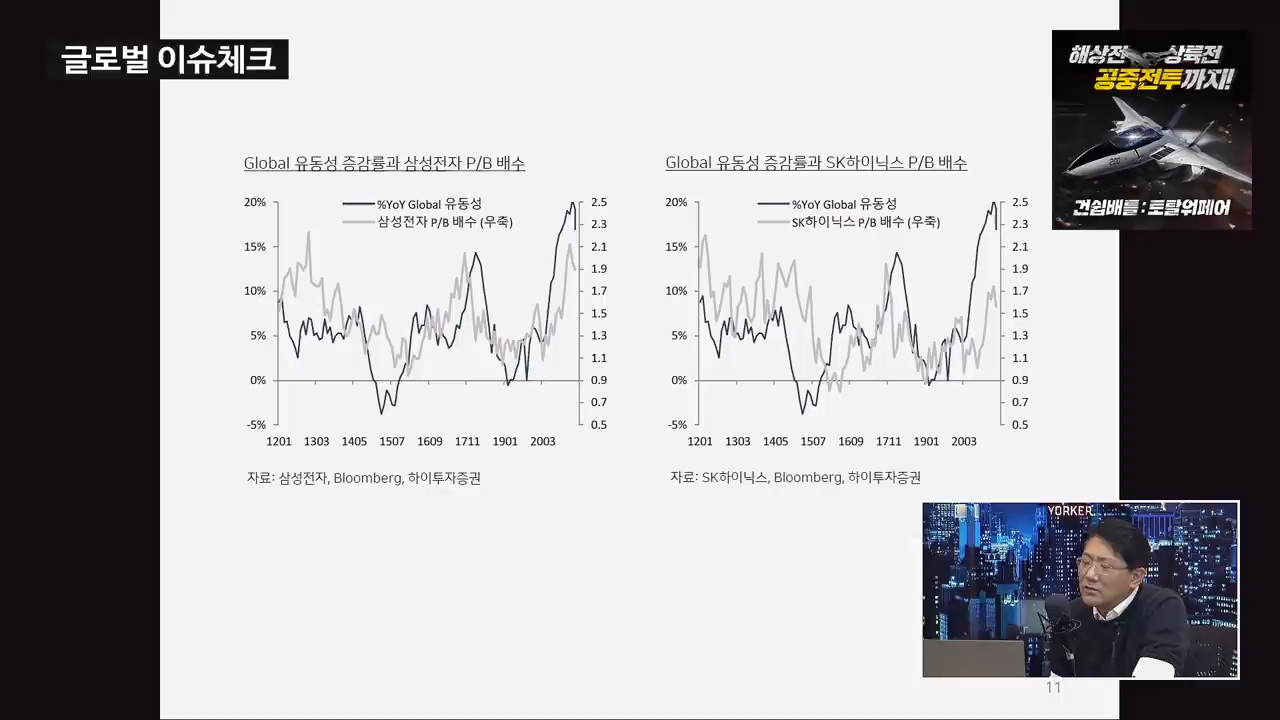 글로벌 이슈체크
해상전 상륙전
공중전투까지!
건쉽배틀 : 토탈워페어
Global 유동성 증감률과 삼성전자 P/B 배수
%YoY Global 유동성
삼성전자 P/B 배수 (우축)
20%
15%
10%
5%
0%
-5%
2.5
2.3
2.1
1.9
1.7
1.5
1.3
1.1
0.9
0.7
0.5
1201 1303 1405 1507 1609 1711 1901 2003
자료: 삼성전자, Bloomberg, 하이투자증권
Global 유동성 증감률과 SK하이닉스 P/B 배수
%YoY Global 유동성
SK하이닉스 P/B 배수 (우축)
20%
15%
10%
5%
0%
-5%
2.5
2.3
2.1
1.9
1.7
1.5
1.3
1.1
0.9
0.7
0.5
1201 1303 1405 1507 1609 1711 1901 2003
자료: SK하이닉스, Bloomberg, 하이투자증권
YORKER
11